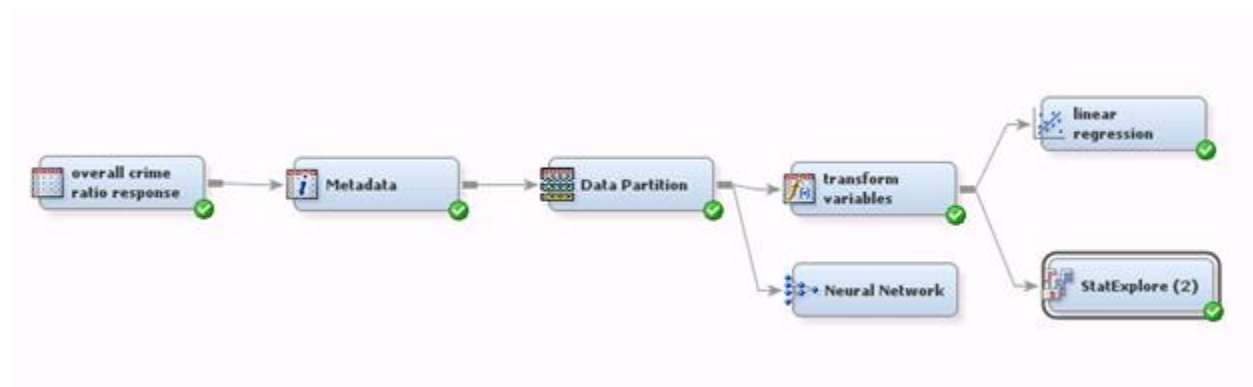 overall crime
ratio response
Metadata
Data Partition
transform
variables
Neural Network
linear
regression
StatExplore (2)